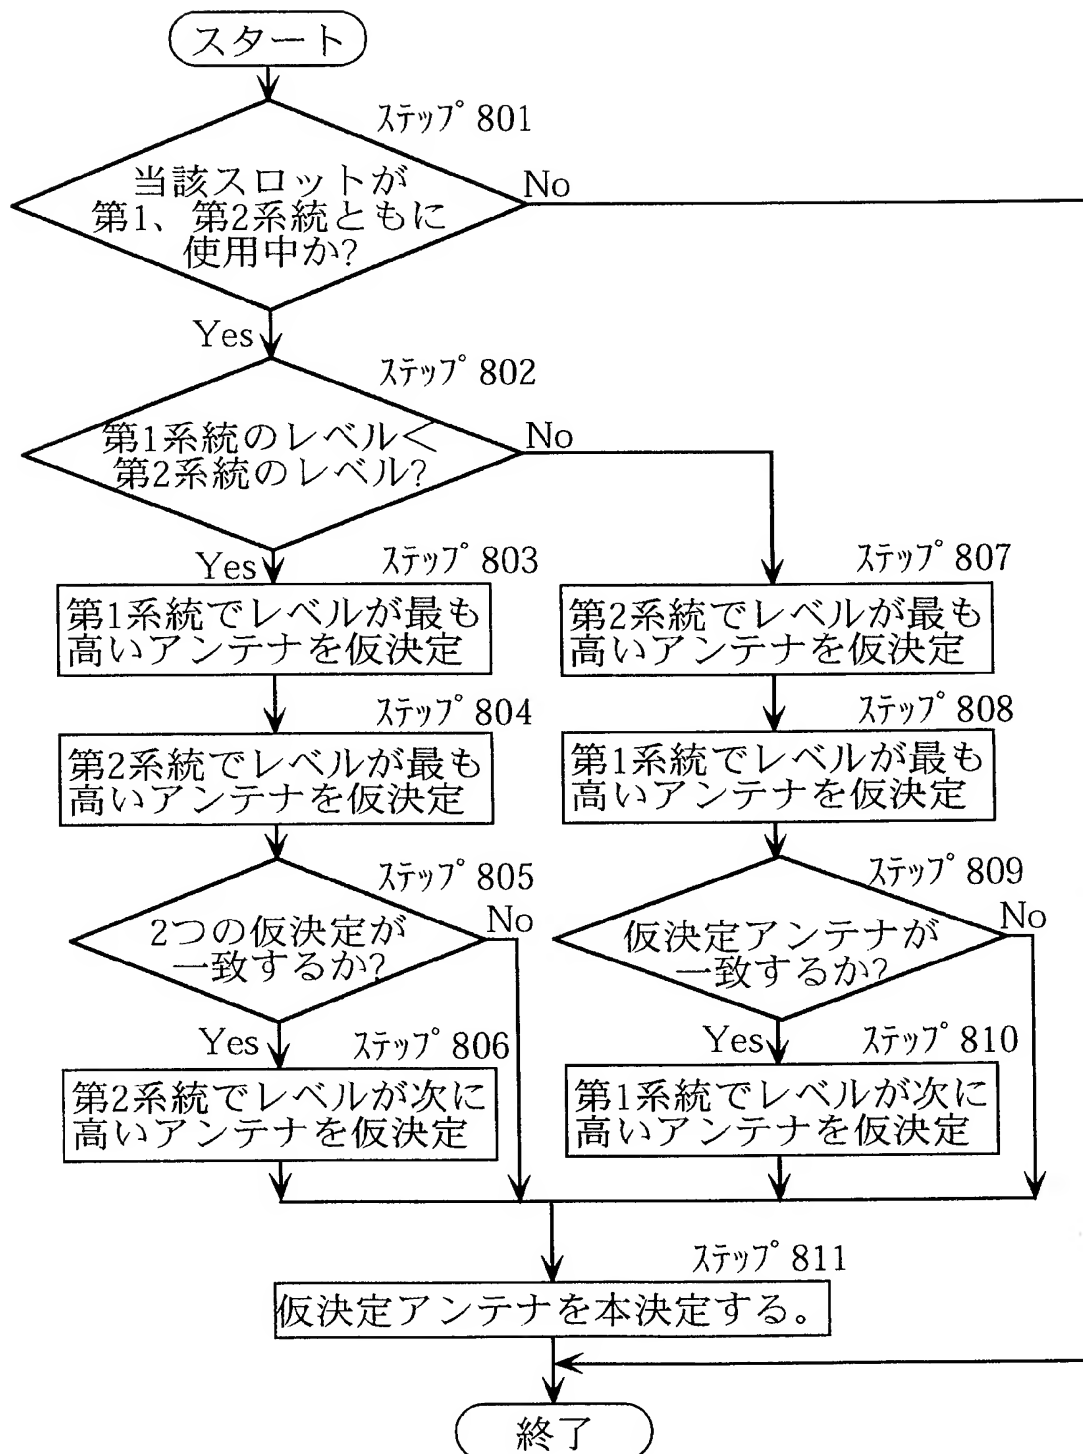 スタート
ステップ 801
当該スロットが
第1、第2系統ともに
使用中か?
No
Yes
ステップ 802
第1系統のレベル<
第2系統のレベル?
No
Yes
ステップ 803
第1系統でレベルが最も
高いアンテナを仮決定
ステップ 807
第2系統でレベルが最も
高いアンテナを仮決定
ステップ 804
第2系統でレベルが最も
高いアンテナを仮決定
ステップ 808
第1系統でレベルが最も
高いアンテナを仮決定
ステップ 805
2つの仮決定が
一致するか?
No
Yes
ステップ 809
仮決定アンテナが
一致するか?
No
Yes
ステップ 806
第2系統でレベルが次に
高いアンテナを仮決定
ステップ 810
第1系統でレベルが次に
高いアンテナを仮決定
ステップ 811
仮決定アンテナを本決定する。
終了